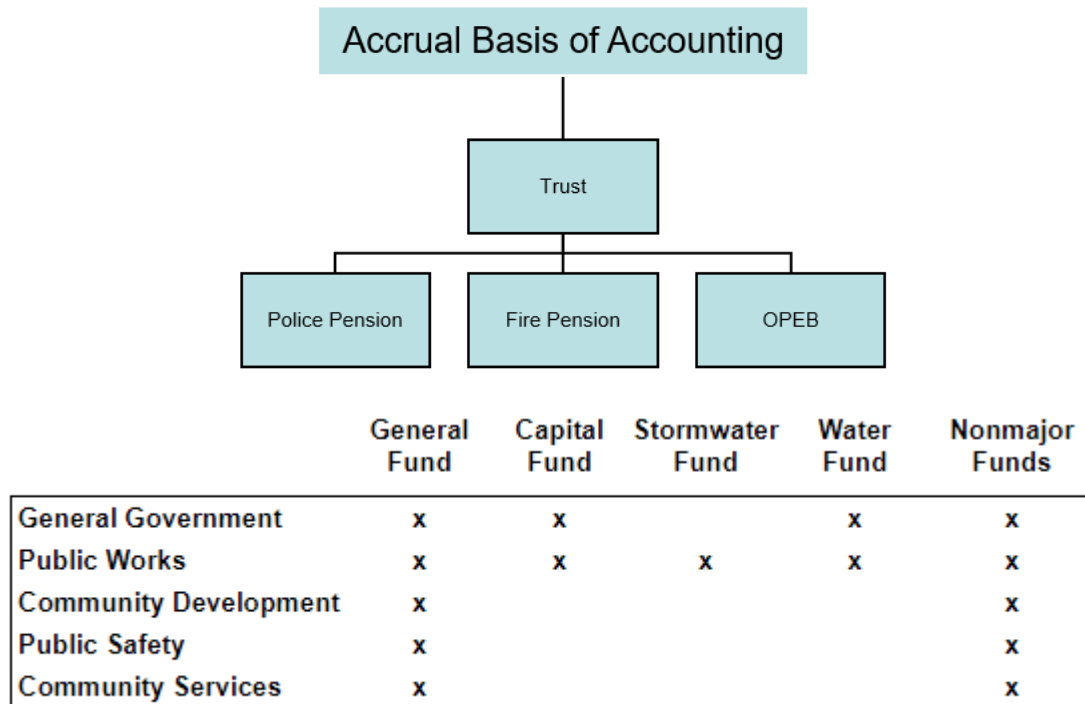 Accrual Basis of Accounting
Trust
Police Pension Fire Pension OPEB
General Capital Stormwater Water Nonmajor
Fund Fund Fund Fund Funds
General Government x x x x
Public Works x x x x x
Community Development x x
Public Safety x x
Community Services x x